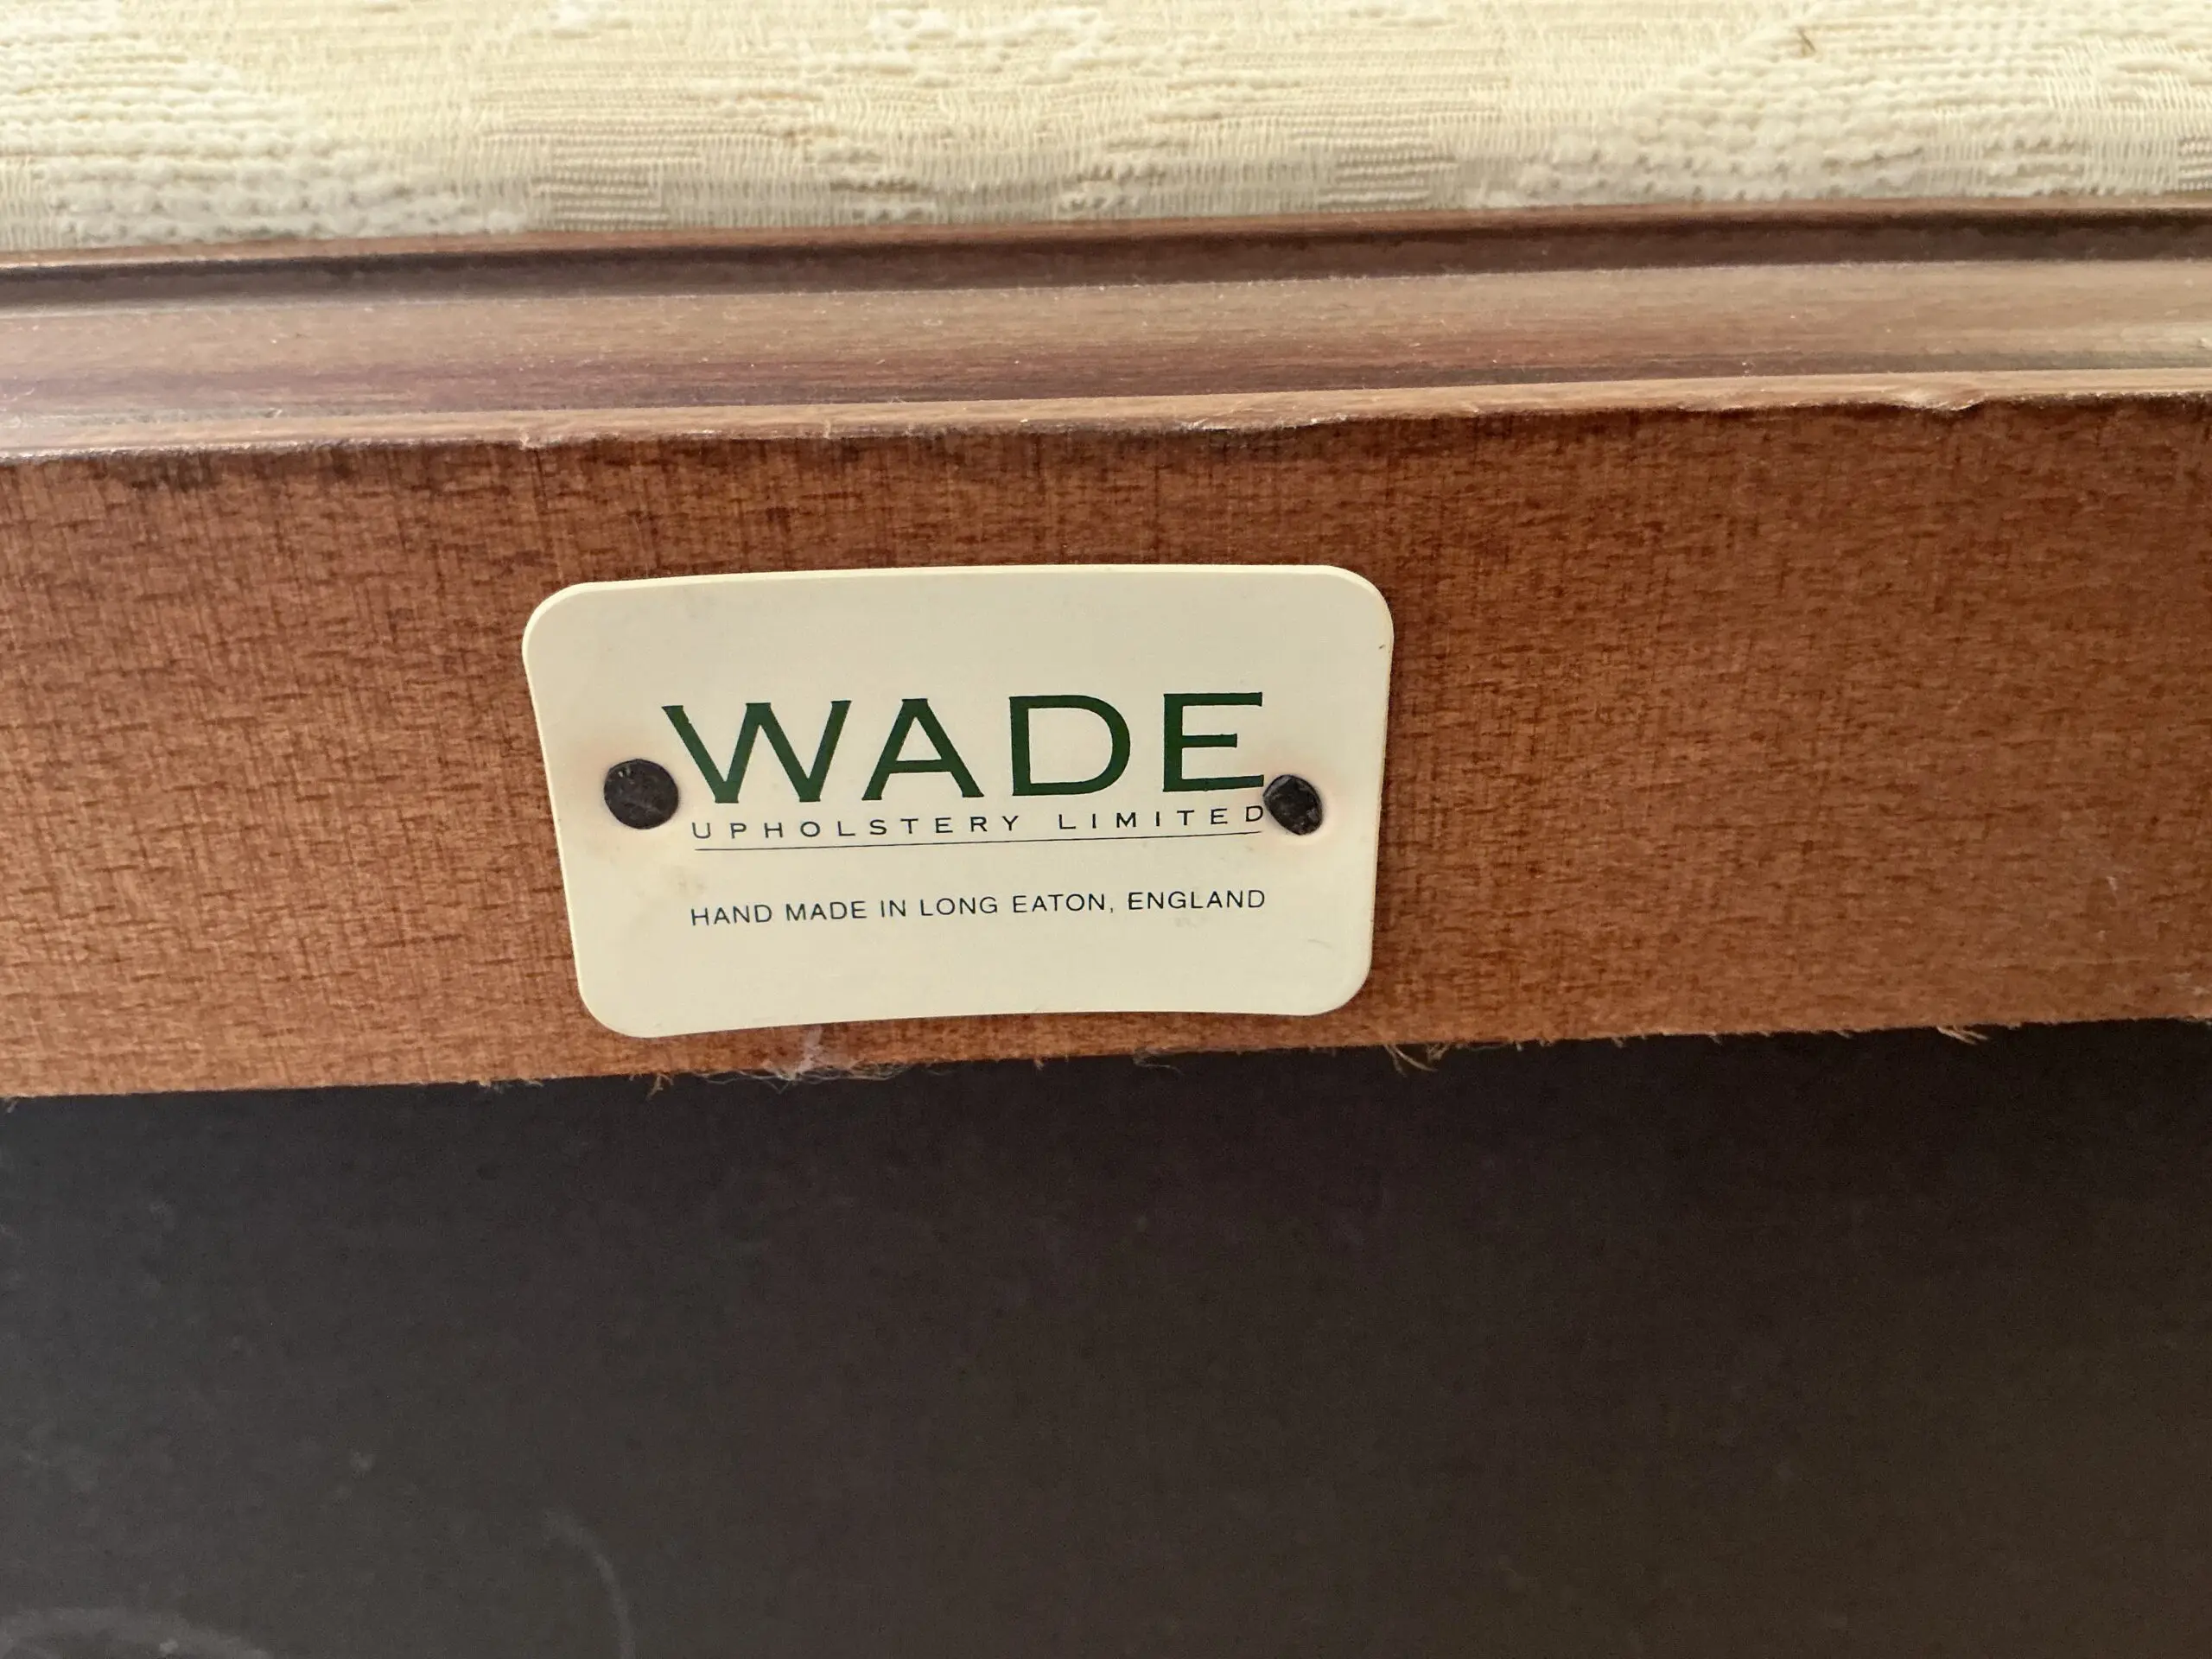 WADE
UPHOLSTERY LIMITED
HAND MADE IN LONG EATON, ENGLAND